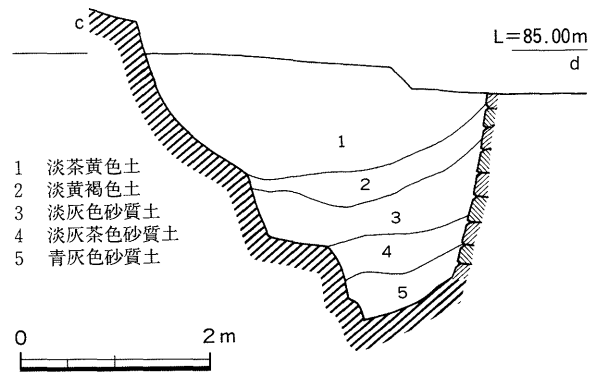 c
L=85.00m
d
1
2
3
4
5
1 淡茶黄色土
2 淡黄褐色土
3 淡灰色砂質土
4 淡灰茶色砂質土
5 青灰色砂質土
0 2m